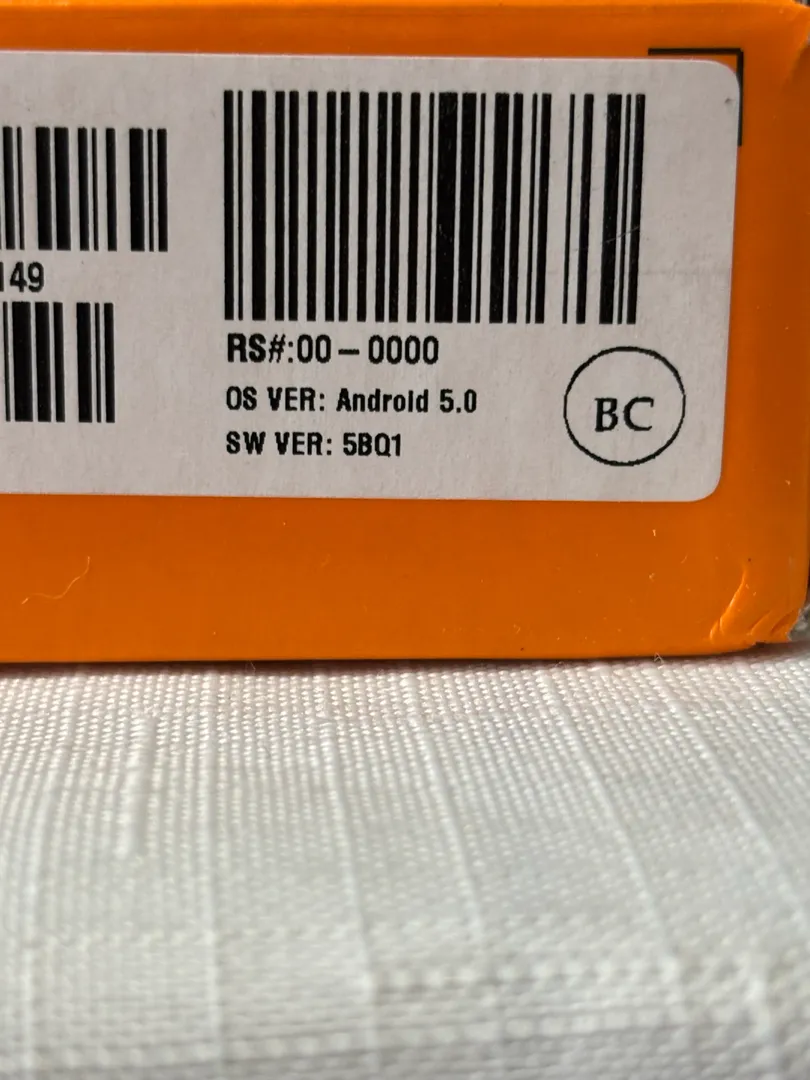 149
RS#:00-0000
OS VER: Android 5.0
SW VER: 5BQ1
BC